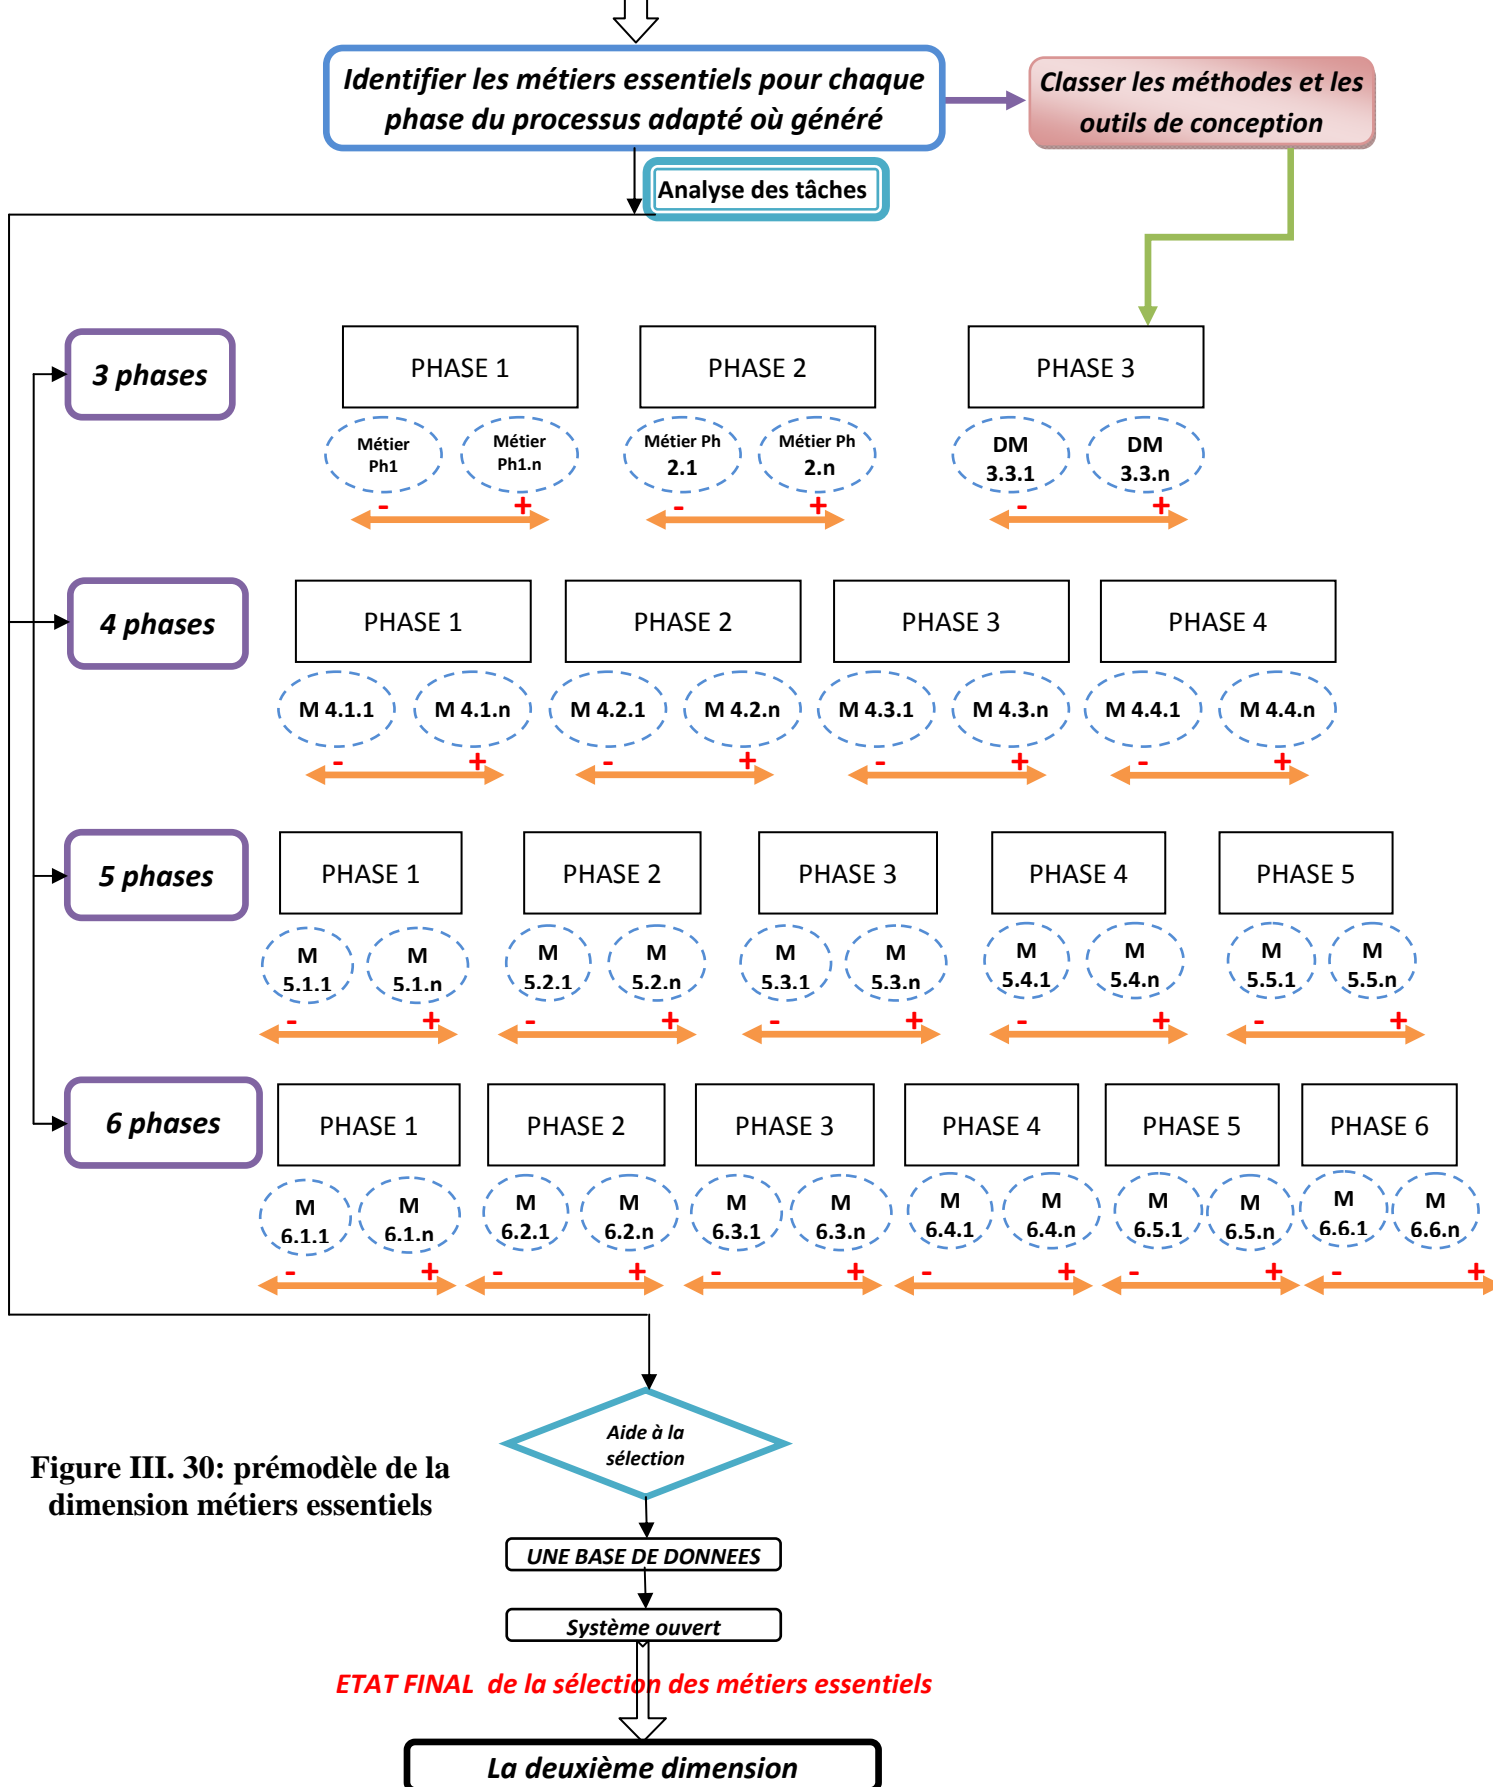 Identifier les métiers essentiels pour chaque
phase du processus adapté où généré
Classer les méthodes et les
outils de conception
Analyse des tâches
3 phases
PHASE 1
PHASE 2
PHASE 3
Métier
Ph1
Métier
Ph1.n
Métier Ph
2.1
Métier Ph
2.n
DM
3.3.1
DM
3.3.n
- +
- +
- +
4 phases
PHASE 1
PHASE 2
PHASE 3
PHASE 4
M 4.1.1
M 4.1.n
M 4.2.1
M 4.2.n
M 4.3.1
M 4.3.n
M 4.4.1
M 4.4.n
- +
- +
- +
- +
5 phases
PHASE 1
PHASE 2
PHASE 3
PHASE 4
PHASE 5
M
5.1.1
M
5.1.n
M
5.2.1
M
5.2.n
M
5.3.1
M
5.3.n
M
5.4.1
M
5.4.n
M
5.5.1
M
5.5.n
- +
- +
- +
- +
- +
6 phases
PHASE 1
PHASE 2
PHASE 3
PHASE 4
PHASE 5
PHASE 6
M
6.1.1
M
6.1.n
M
6.2.1
M
6.2.n
M
6.3.1
M
6.3.n
M
6.4.1
M
6.4.n
M
6.5.1
M
6.5.n
M
6.6.1
M
6.6.n
- +
- +
- +
- +
- +
- +
Aide à la
sélection
Figure III. 30: prémodèle de la
dimension métiers essentiels
UNE BASE DE DONNEES
Système ouvert
ETAT FINAL de la sélection des métiers essentiels
La deuxième dimension